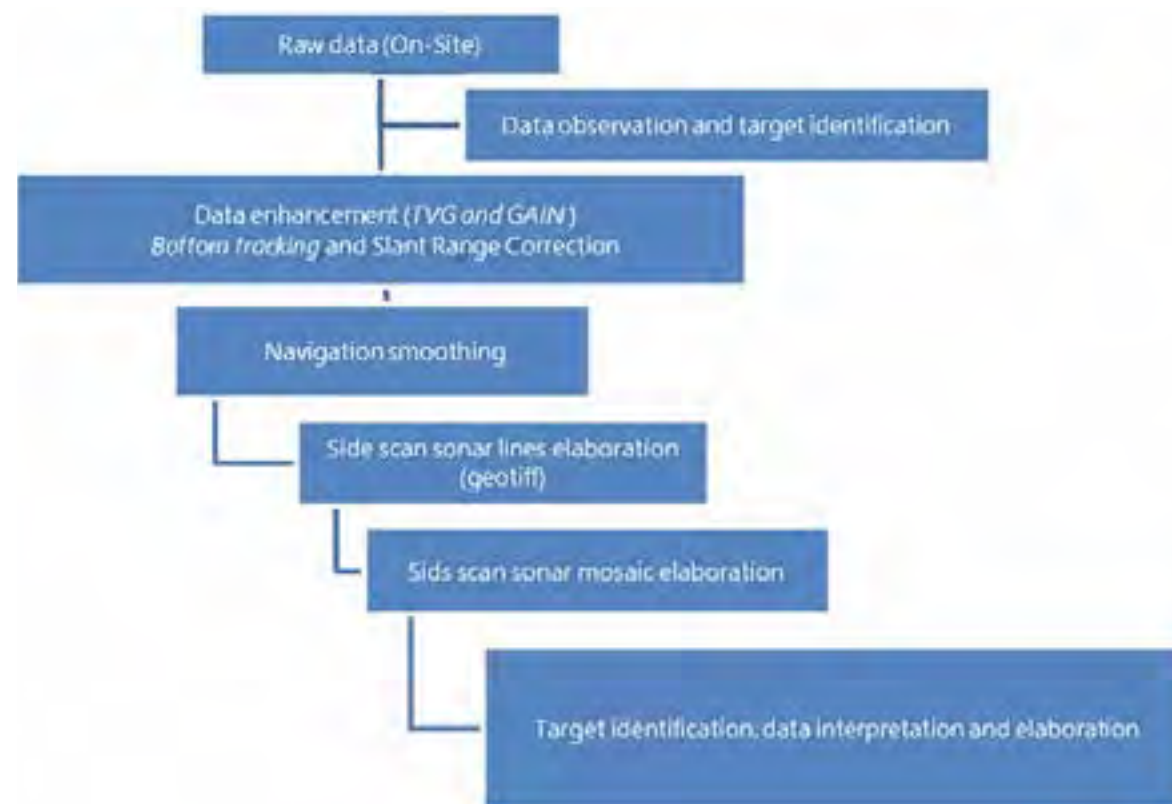 Raw data (On-Site)
Data observation and target identification
Data enhancement (TVG and GAIN)
Bottom tracking and Slant Range Correction
Navigation smoothing
Side scan sonar lines elaboration
(geotiff)
Sids scan sonar mosaic elaboration
Target identification, data interpretation and elaboration